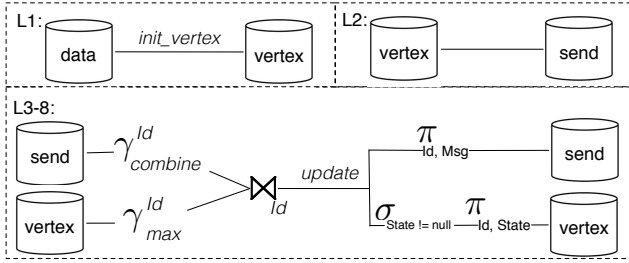 L1:
data
init_vertex
vertex
L2:
vertex
send
L3-8:
send
γ Id combine
vertex
γ Id max
⋈ Id
update
π Id, Msg
send
σ State != null
π Id, State
vertex